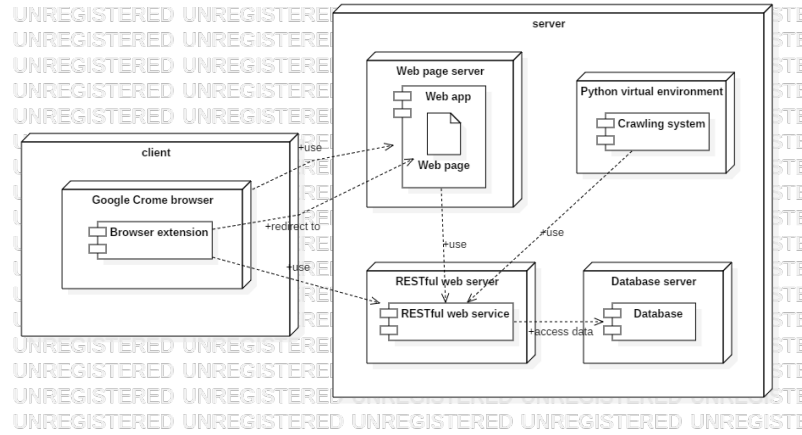 UNREGISTERED UNREGISTERED UNREGISTERED UNREGISTERED UNREGISTERED
server
Web page server
Web app
Web page
Python virtual environment
Crawling system
client
Google Crome browser
Browser extension
+use
+redirect to
+use
+use
+use
RESTful web server
RESTful web service
+access data
Database server
Database